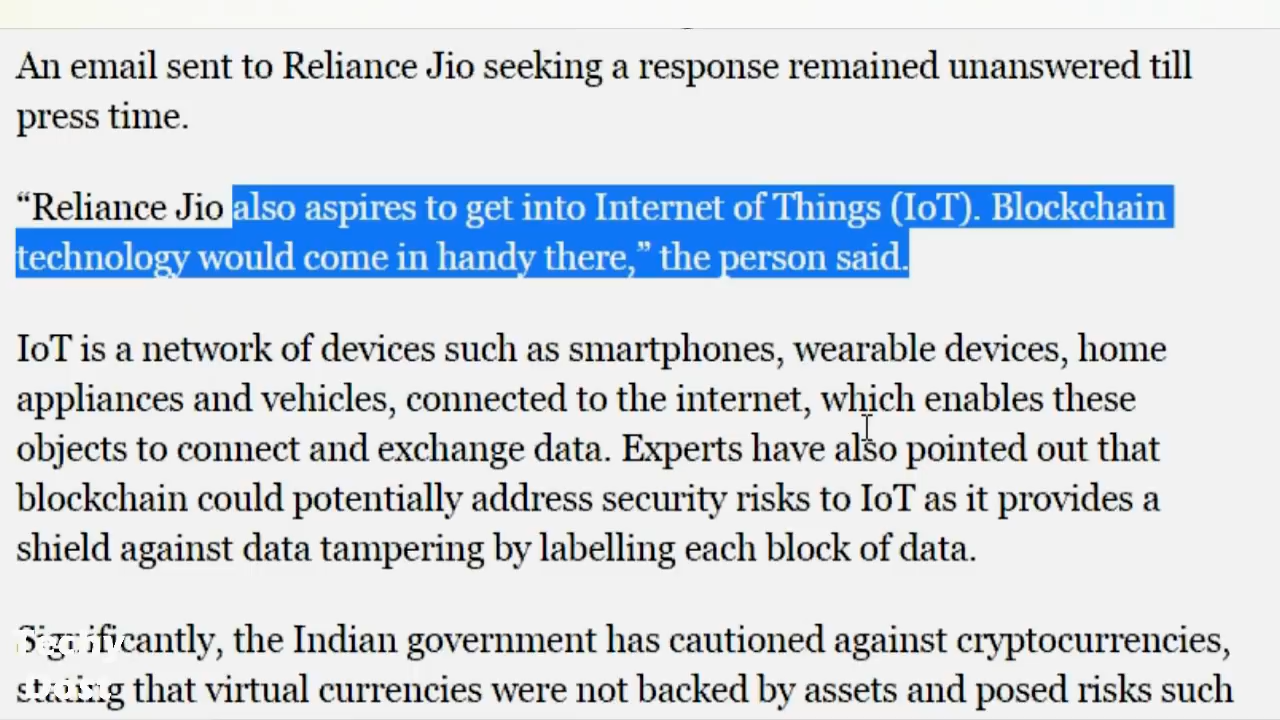 An email sent to Reliance Jio seeking a response remained unanswered till
press time.
“Reliance Jio also aspires to get into Internet of Things (IoT). Blockchain
technology would come in handy there,” the person said.
IoT is a network of devices such as smartphones, wearable devices, home
appliances and vehicles, connected to the internet, which enables these
objects to connect and exchange data. Experts have also pointed out that
blockchain could potentially address security risks to IoT as it provides a
shield against data tampering by labelling each block of data.
Significantly, the Indian government has cautioned against cryptocurrencies,
stating that virtual currencies were not backed by assets and posed risks such
Techy